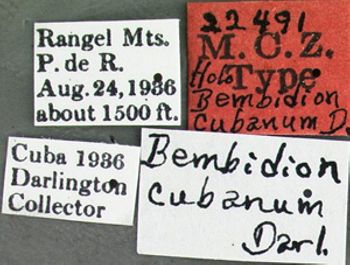 Rangel Mts.
P. de R.
Aug. 24, 1936
about 1500 ft.
22491
M. C. Z.
Holo Type
Bembidion
cubanum D.
Cuba 1936
Darlington
Collector
Bembidion
cubanum
Darl.